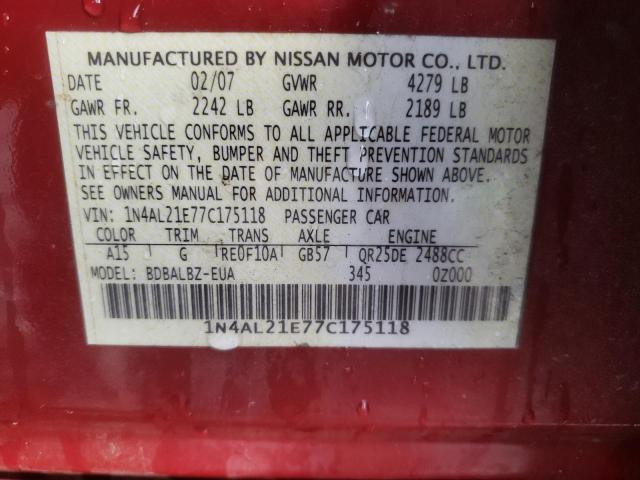 MANUFACTURED BY NISSAN MOTOR CO., LTD.
DATE 02/07 GVWR 4279 LB
GAWR FR. 2242 LB GAWR RR. 2189 LB
THIS VEHICLE CONFORMS TO ALL APPLICABLE FEDERAL MOTOR
VEHICLE SAFETY, BUMPER AND THEFT PREVENTION STANDARDS
IN EFFECT ON THE DATE OF MANUFACTURE SHOWN ABOVE.
SEE OWNERS MANUAL FOR ADDITIONAL INFORMATION.
VIN: 1N4AL21E77C175118 PASSENGER CAR
COLOR TRIM TRANS AXLE ENGINE
A15 G RE0F10A GB57 QR25DE 2488CC
MODEL: BDBALBZ-EUA 345 0Z000
1N4AL21E77C175118